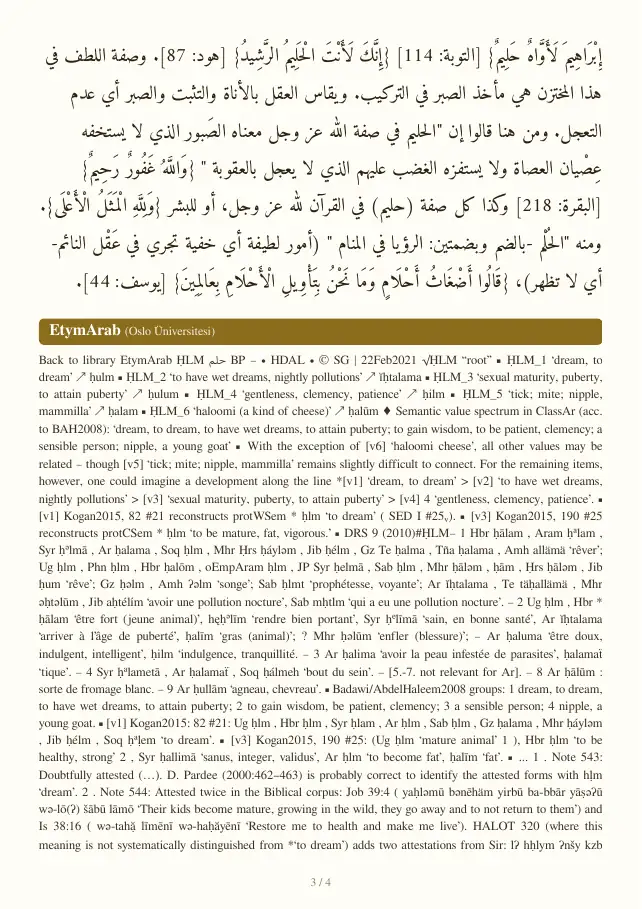 إِبْرَاهِيمَ لَأَوَّاهٌ حَلِيمٌ} [التوبة: 114] {إِنَّكَ لَأَنْتَ الْحَلِيمُ الرَّشِيدُ} [هود: 87]. وصفة اللطف في
هذا المختزن هي مأخذ الصبر في التركيب. ويقاس العقل بالأناة والتثبت والصبر أي عدم
التعجل. ومن هنا قالوا إن "الحليم في صفة الله عز وجل معناه الصَبور الذي لا يستخفه
عِصْيان العصاة ولا يستفزه الغضب عليهم الذي لا يعجل بالعقوبة " {وَاللَّهُ غَفُورٌ رَحِيمٌ}
[البقرة: 218] وكذا كل صفة (حليم) في القرآن لله عز وجل، أو للبشر {وَلِلَّهِ الْمَثَلُ الْأَعْلَى}.
ومنه "الحُلْم -بالضم وبضمتين: الرؤيا في المنام " (أمور لطيفة أي خفية تجري في عَقْل النائم-
أي لا تظهر)، {قَالُوا أَضْغَاثُ أَحْلَامٍ وَمَا نَحْنُ بِتَأْوِيلِ الْأَحْلَامِ بِعَالِمِينَ} [يوسف: 44].
EtymArab (Oslo Üniversitesi)
Back to library EtymArab ḤLM حلم BP – • HDAL • © SG | 22Feb2021 √ḤLM “root” ▪ ḤLM_1 ‘dream, to
dream’ ↗ ḥulm ▪ ḤLM_2 ‘to have wet dreams, nightly pollutions’ ↗ ĭḥtalama ▪ ḤLM_3 ‘sexual maturity, puberty,
to attain puberty’ ↗ ḥulum ▪ ḤLM_4 ‘gentleness, clemency, patience’ ↗ ḥilm ▪ ḤLM_5 ‘tick; mite; nipple,
mammilla’ ↗ ḥalam ▪ ḤLM_6 ‘haloomi (a kind of cheese)’ ↗ ḥalūm ♦ Semantic value spectrum in ClassAr (acc.
to BAH2008): ‘dream, to dream, to have wet dreams, to attain puberty; to gain wisdom, to be patient, clemency; a
sensible person; nipple, a young goat’ ▪ With the exception of [v6] ‘haloomi cheese’, all other values may be
related – though [v5] ‘tick; mite; nipple, mammilla’ remains slightly difficult to connect. For the remaining items,
however, one could imagine a development along the line *[v1] ‘dream, to dream’ > [v2] ‘to have wet dreams,
nightly pollutions’ > [v3] ‘sexual maturity, puberty, to attain puberty’ > [v4] 4 ‘gentleness, clemency, patience’. ▪
[v1] Kogan2015, 82 #21 reconstructs protWSem * ḥlm ‘to dream’ ( SED I #25ᵥ). ▪ [v3] Kogan2015, 190 #25
reconstructs protCSem * ḥlm ‘to be mature, fat, vigorous.’ ▪ DRS 9 (2010)#ḤLM– 1 Hbr ḥālam , Aram ḥᵊlam ,
Syr ḥᵊlmā , Ar ḥalama , Soq ḥlm , Mhr Hrs ḥáyləm , Jib ḥélm , Gz Te ḥalma , Tña ḥalama , Amh allämä ‘rêver’;
Ug ḥlm , Phn ḥlm , Hbr ḥalōm , oEmpAram ḥlm , JP Syr ḥelmā , Sab ḥlm , Mhr ḥāləm , ḥām , Ḥrs ḥāləm , Jib
ḥum ‘rêve’; Gz ḥəlm , Amh ʔəlm ‘songe’; Sab ḥlmt ‘prophétesse, voyante’; Ar ĭḥtalama , Te täḥallämä , Mhr
əḥtəlūm , Jib aḥtélím ‘avoir une pollution nocture’, Sab mḥtlm ‘qui a eu une pollution nocture’. – 2 Ug ḥlm , Hbr *
ḥālam ‘être fort (jeune animal)’, heḥᵉlīm ‘rendre bien portant’, Syr ḥᵊlīmā ‘sain, en bonne santé’, Ar ĭḥtalama
‘arriver à l’âge de puberté’, ḥalīm ‘gras (animal)’; ? Mhr ḥəlūm ‘enfler (blessure)’; – Ar ḥaluma ‘être doux,
indulgent, intelligent’, ḥilm ‘indulgence, tranquillité. – 3 Ar ḥalima ‘avoir la peau infestée de parasites’, ḥalamaẗ
‘tique’. – 4 Syr ḥᵊlametā , Ar ḥalamaẗ , Soq ḥálmeh ‘bout du sein’. – [5.-7. not relevant for Ar]. – 8 Ar ḥālūm :
sorte de fromage blanc. – 9 Ar ḥullām ‘agneau, chevreau’. ▪ Badawi/AbdelHaleem2008 groups: 1 dream, to dream,
to have wet dreams, to attain puberty; 2 to gain wisdom, be patient, clemency; 3 a sensible person; 4 nipple, a
young goat. ▪ [v1] Kogan2015: 82 #21: Ug ḥlm , Hbr ḥlm , Syr ḥlam , Ar ḥlm , Sab ḥlm , Gz ḥalama , Mhr ḥáyləm
, Jib ḥélm , Soq ḥᵊlem ‘to dream’. ▪ [v3] Kogan2015, 190 #25: (Ug ḥlm ‘mature animal’ 1 ), Hbr ḥlm ‘to be
healthy, strong’ 2 , Syr ḥallimā ‘sanus, integer, validus’, Ar ḥlm ‘to become fat’, ḥalīm ‘fat’. ▪ ... 1 . Note 543:
Doubtfully attested (…). D. Pardee (2000:462–463) is probably correct to identify the attested forms with ḥlm
‘dream’. 2 . Note 544: Attested twice in the Biblical corpus: Job 39:4 ( yaḥləmū bənēhäm yirbū ba-bbār yāṣəʔū
wə-lō(ʔ) šābū lāmō ‘Their kids become mature, growing in the wild, they go away and to not return to them’) and
Is 38:16 ( wə-taḥă līmēnī wə-haḥăyēnī ‘Restore me to health and make me live’). HALOT 320 (where this
meaning is not systematically distinguished from *‘to dream’) adds two attestations from Sir: lʔ hḥlym ʔnšy kzb
3 / 4